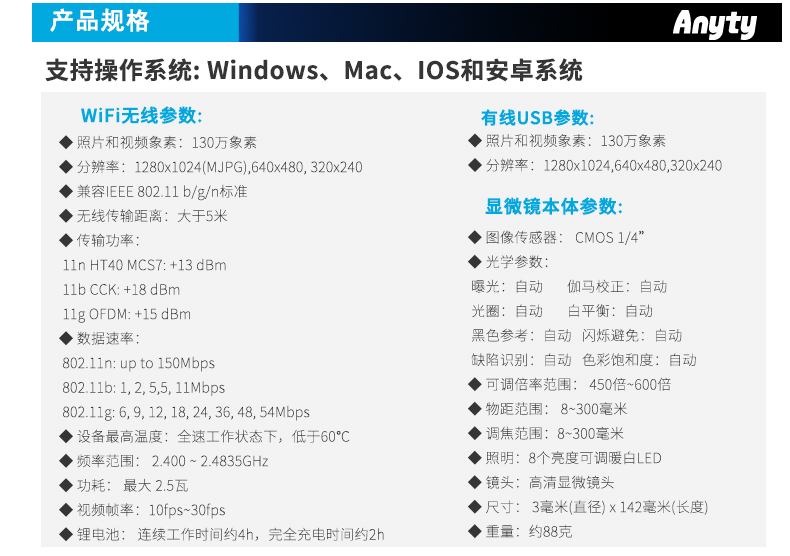 产品规格
Anyty
支持操作系统: Windows、Mac、IOS和安卓系统
WiFi无线参数:
◆ 照片和视频象素：130万象素
◆ 分辨率：1280x1024(MJPG),640x480, 320x240
◆ 兼容IEEE 802.11 b/g/n标准
◆ 无线传输距离：大于5米
◆ 传输功率：
11n HT40 MCS7: +13 dBm
11b CCK: +18 dBm
11g OFDM: +15 dBm
◆ 数据速率：
802.11n: up to 150Mbps
802.11b: 1, 2, 5,5, 11Mbps
802.11g: 6, 9, 12, 18, 24, 36, 48, 54Mbps
◆ 设备最高温度：全速工作状态下，低于60°C
◆ 频率范围： 2.400 ~ 2.4835GHz
◆ 功耗： 最大 2.5瓦
◆ 视频帧率：10fps~30fps
◆ 锂电池： 连续工作时间约4h，完全充电时间约2h
有线USB参数:
◆ 照片和视频象素：130万象素
◆ 分辨率：1280x1024,640x480,320x240
显微镜本体参数:
◆ 图像传感器： CMOS 1/4”
◆ 光学参数：
曝光：自动 伽马校正：自动
光圈：自动 白平衡：自动
黑色参考：自动 闪烁避免：自动
缺陷识别：自动 色彩饱和度：自动
◆ 可调倍率范围： 450倍~600倍
◆ 物距范围： 8~300毫米
◆ 调焦范围：8~300毫米
◆ 照明：8个亮度可调暖白LED
◆ 镜头：高清显微镜头
◆ 尺寸： 3毫米(直径) x 142毫米(长度)
◆ 重量：约88克